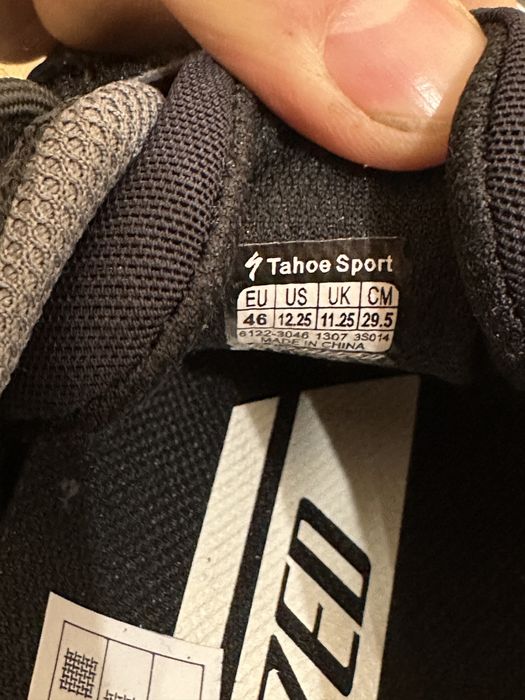 Tahoe Sport
EU US UK CM
46 12.25 11.25 29.5
6122-3046 1307 3S014
MADE IN CHINA
ZED